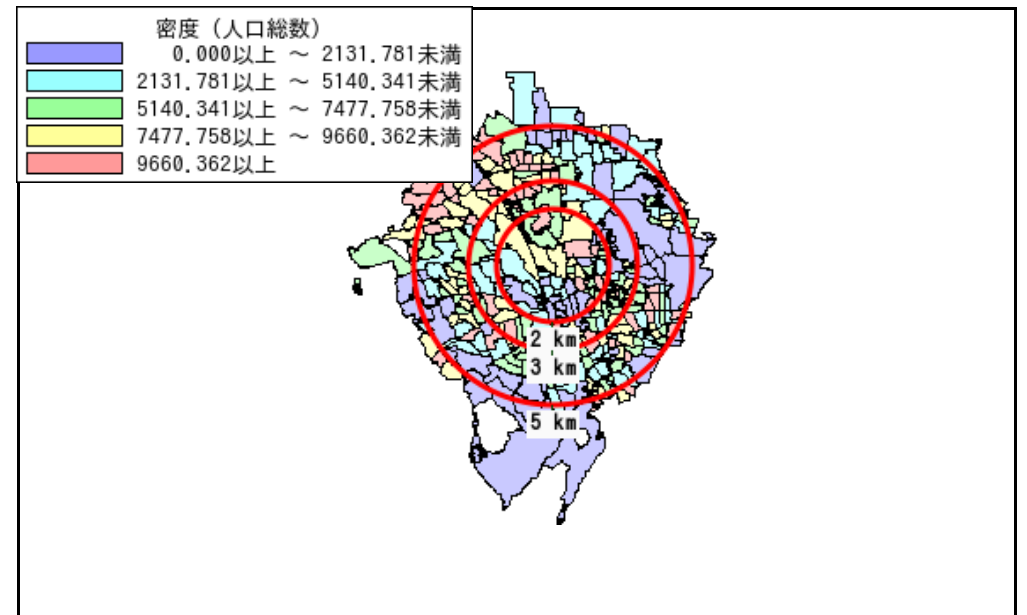 密度（人口総数）
0.000以上 ～ 2131.781未満
2131.781以上 ～ 5140.341未満
5140.341以上 ～ 7477.758未満
7477.758以上 ～ 9660.362未満
9660.362以上
2 km
3 km
5 km